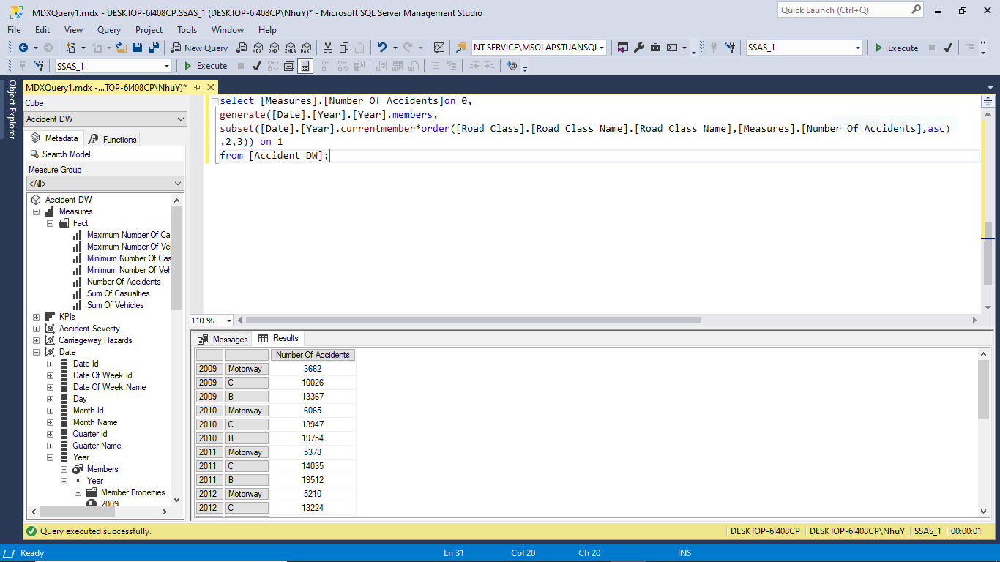 MDXQuery1.mdx - DESKTOP-6I408CP.SSAS_1 (DESKTOP-6I408CP\NhuY)* - Microsoft SQL Server Management Studio
Quick Launch (Ctrl+Q)
File Edit View Query Project Tools Window Help
New Query MDX DMX XMLA DAX NT SERVICE\MSOLAP$TUANSQL SSAS_1 Execute
SSAS_1 Execute
Object Explorer
MDXQuery1.mdx -...TOP-6I408CP\NhuY)*
Cube:
Accident DW
Metadata Functions
Search Model
Measure Group:
<All>
Accident DW
Measures
Fact
Maximum Number Of Ca
Maximum Number Of Vel
Minimum Number Of Cas
Minimum Number Of Veh
Number Of Accidents
Sum Of Casualties
Sum Of Vehicles
KPIs
Accident Severity
Carriageway Hazards
Date
Date Id
Date Of Week Id
Date Of Week Name
Day
Month Id
Month Name
Quarter Id
Quarter Name
Year
Members
Year
Member Properties
2009
select [Measures].[Number Of Accidents]on 0,
generate([Date].[Year].[Year].members,
subset([Date].[Year].currentmember*order([Road Class].[Road Class Name].[Road Class Name],[Measures].[Number Of Accidents],asc)
,2,3)) on 1
from [Accident DW];
110 %
Messages Results
Number Of Accidents
2009 Motorway 3662
2009 C 10026
2009 B 13367
2010 Motorway 6065
2010 C 13947
2010 B 19754
2011 Motorway 5378
2011 C 14035
2011 B 19512
2012 Motorway 5210
2012 C 13224
Query executed successfully.
DESKTOP-6I408CP DESKTOP-6I408CP\NhuY SSAS_1 00:00:01
Ready Ln 31 Col 20 Ch 20 INS